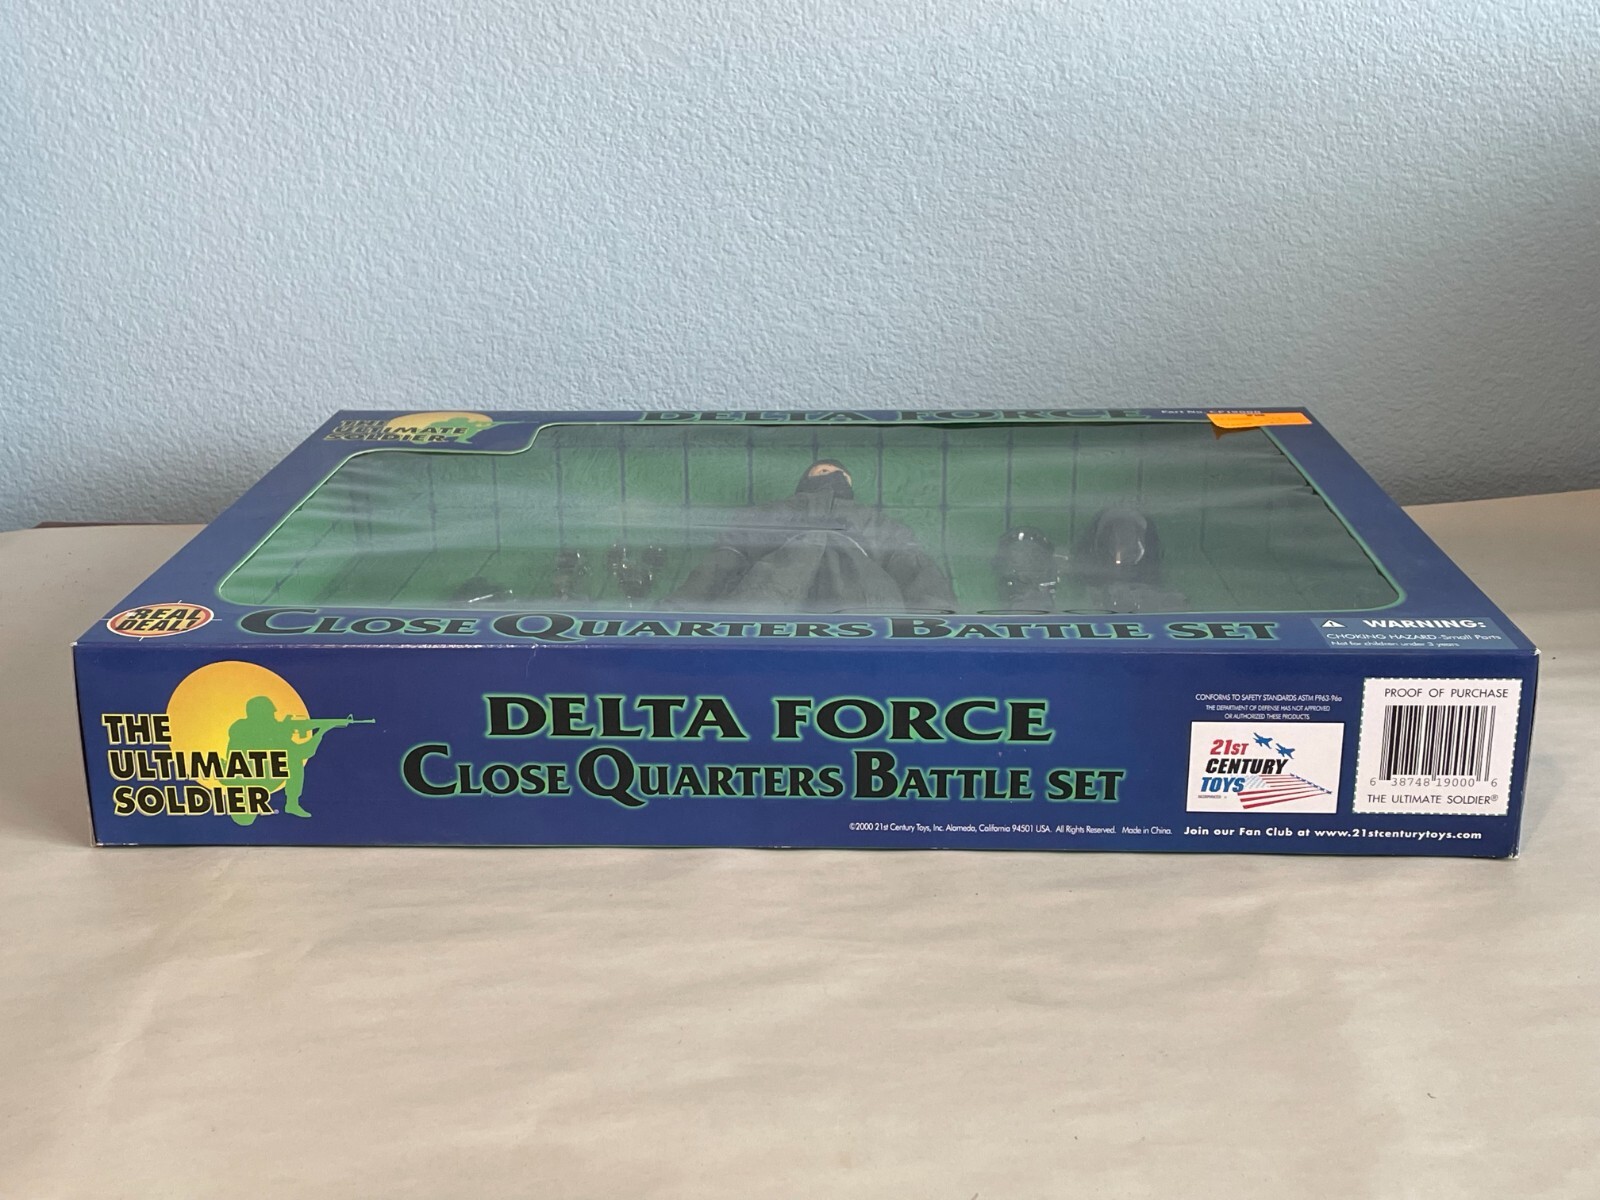 THE
ULTIMATE
SOLDIER
DELTA FORCE
Part No.
REAL
DEAL!
CLOSE QUARTERS BATTLE SET
WARNING:
CHOKING HAZARD-Small Parts
Not for children under 3 years
THE
ULTIMATE
SOLDIER
DELTA FORCE
CLOSE QUARTERS BATTLE SET
©2000 21st Century Toys, Inc. Alameda, California 94501 USA. All Rights Reserved. Made in China.
CONFORMS TO SAFETY STANDARDS ASTM F963-96a
THE DEPARTMENT OF DEFENSE HAS NOT APPROVED
OR AUTHORIZED THESE PRODUCTS
21ST
CENTURY
TOYS
INCORPORATED
Join our Fan Club at www.21stcenturytoys.com
PROOF OF PURCHASE
6 38748 19000 6
THE ULTIMATE SOLDIER®